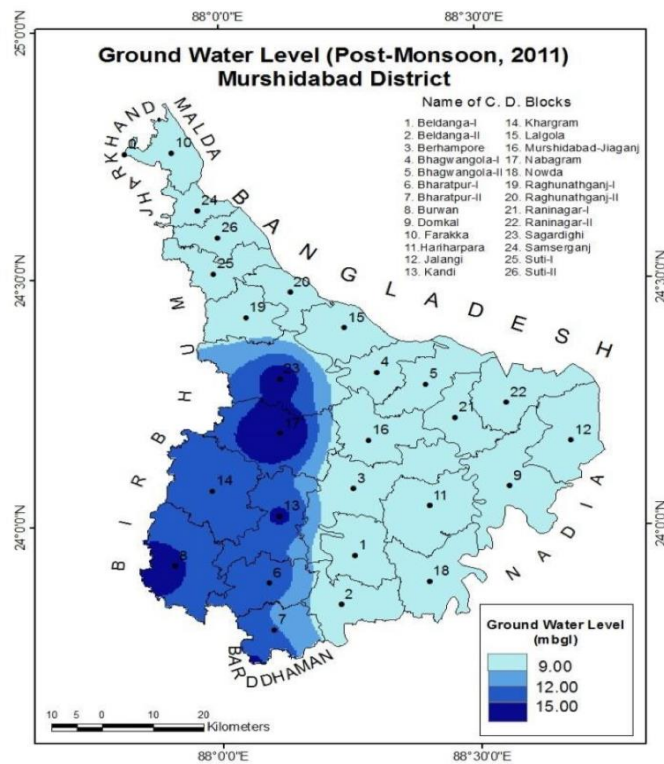 88°0'0"E 88°30'0"E
25°0'N
Ground Water Level (Post-Monsoon, 2011)
Murshidabad District
Name of C. D. Blocks
1. Beldanga-I 14. Khargram
2. Beldanga-II 15. Lalgola
3. Berhampore 16. Murshidabad-Jiaganj
4. Bhagwangola-I 17. Nabagram
5. Bhagwangola-II 18. Nowda
6. Bharatpur-I 19. Raghunathganj-I
7. Bharatpur-II 20. Raghunathganj-II
8. Burwan 21. Raninagar-I
9. Domkal 22. Raninagar-II
10. Farakka 23. Sagardighi
11.Hariharpara 24. Samserganj
12. Jalangi 25. Suti-I
13. Kandi 26. Suti-II
JHARKHAND
MALDA
BANGLADESH
BIRBHUM
NADIA
BARDDHAMAN
10
24
26
25
20
19
15
23
4
5
22
21
17
16
12
14
3
9
13
11
8
1
6
18
2
7
24°30'N 24°30'N
24°0'N 24°0'N
Ground Water Level
(mbgl)
9.00
12.00
15.00
10 5 0 10 20
Kilometers
88°0'0"E 88°30'0"E